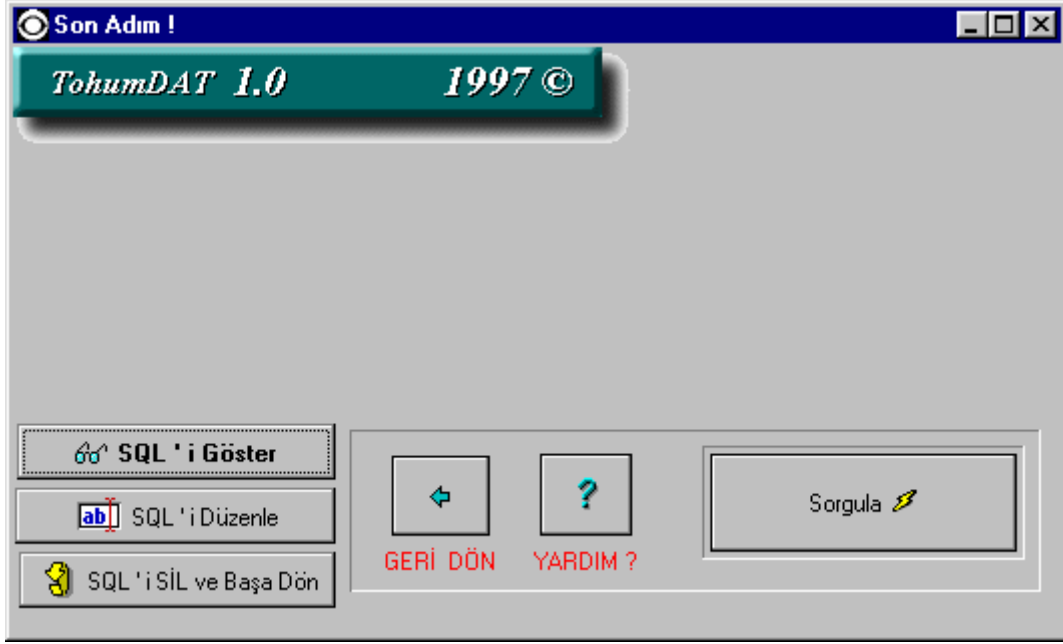 Son Adım !
TohumDAT 1.0 1997 ©
SQL ' i Göster
ab SQL ' i Düzenle
SQL ' i SİL ve Başa Dön
?
GERİ DÖN YARDIM ?
Sorgula